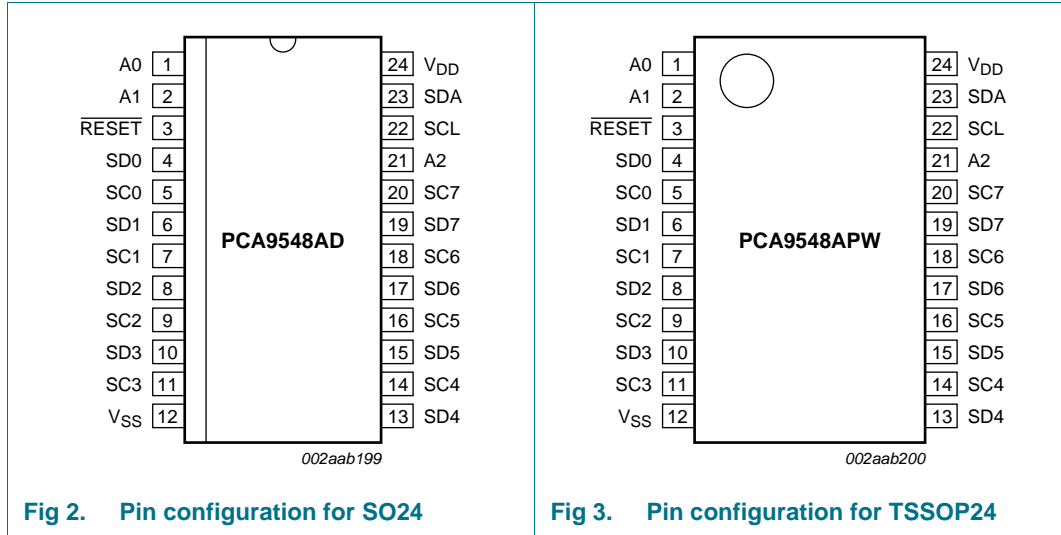 A0 1
A1 2
RESET 3
SD0 4
SC0 5
SD1 6
SC1 7
SD2 8
SC2 9
SD3 10
SC3 11
VSS 12
PCA9548AD
24 VDD
23 SDA
22 SCL
21 A2
20 SC7
19 SD7
18 SC6
17 SD6
16 SC5
15 SD5
14 SC4
13 SD4
002aab199
Fig 2. Pin configuration for SO24
A0 1
A1 2
RESET 3
SD0 4
SC0 5
SD1 6
SC1 7
SD2 8
SC2 9
SD3 10
SC3 11
VSS 12
PCA9548APW
24 VDD
23 SDA
22 SCL
21 A2
20 SC7
19 SD7
18 SC6
17 SD6
16 SC5
15 SD5
14 SC4
13 SD4
002aab200
Fig 3. Pin configuration for TSSOP24